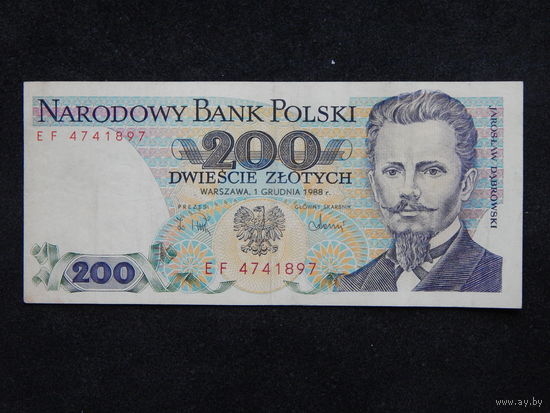 NARODOWY BANK POLSKI
EF 4741897
200
DWIEŚCIE ZŁOTYCH
WARSZAWA, 1 GRUDNIA 1988 r.
PREZES GŁÓWNY SKARBNIK
EF 4741897
200
JAROSŁAW DĄBROWSKI
www.ay.by